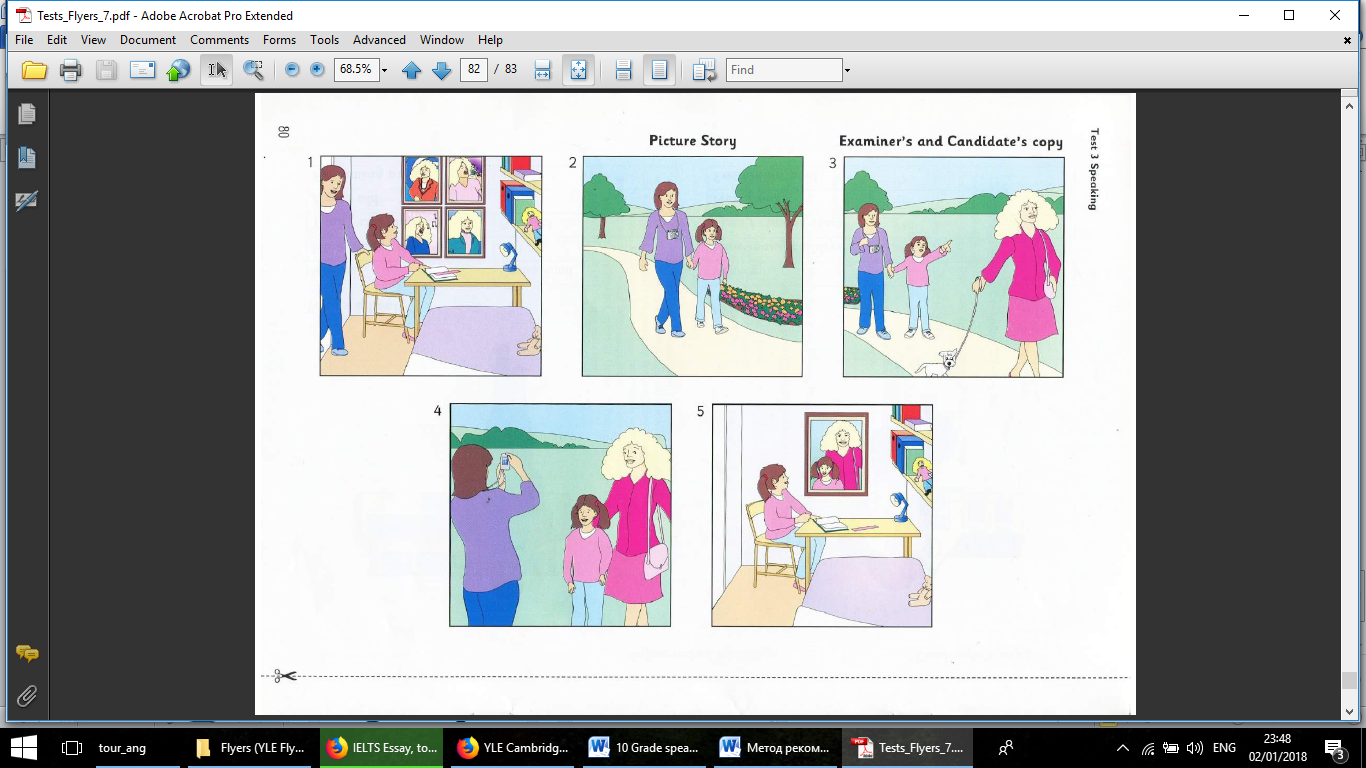 Tests_Flyers_7.pdf - Adobe Acrobat Pro Extended
File Edit View Document Comments Forms Tools Advanced Window Help
68.5% 82 / 83 Find
80
Picture Story
Examiner's and Candidate's copy
Test 3 Speaking
1
2
3
4
5
tour_ang
Flyers (YLE Fly...
IELTS Essay, to...
YLE Cambridg...
10 Grade spea...
Метод реком...
Tests_Flyers_7....
ENG
23:48
02/01/2018
3